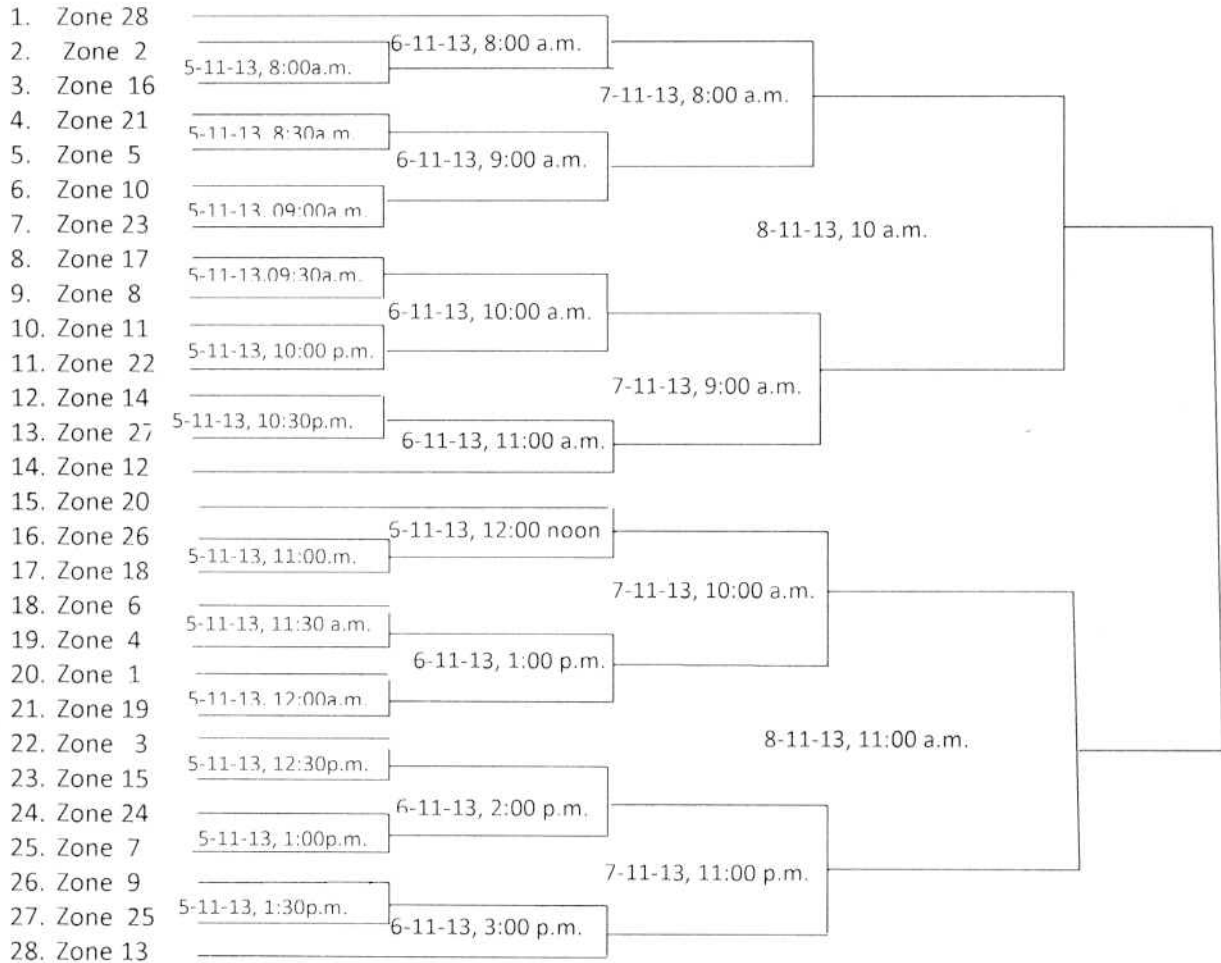 1. Zone 28
2. Zone 2
3. Zone 16
4. Zone 21
5. Zone 5
6. Zone 10
7. Zone 23
8. Zone 17
9. Zone 8
10. Zone 11
11. Zone 22
12. Zone 14
13. Zone 27
14. Zone 12
15. Zone 20
16. Zone 26
17. Zone 18
18. Zone 6
19. Zone 4
20. Zone 1
21. Zone 19
22. Zone 3
23. Zone 15
24. Zone 24
25. Zone 7
26. Zone 9
27. Zone 25
28. Zone 13
5-11-13, 8:00a.m.
5-11-13, 8:30a.m.
5-11-13, 09:00a.m.
5-11-13,09:30a.m.
5-11-13, 10:00 p.m.
5-11-13, 10:30p.m.
5-11-13, 11:00.m.
5-11-13, 11:30 a.m.
5-11-13, 12:00a.m.
5-11-13, 12:30p.m.
5-11-13, 1:00p.m.
5-11-13, 1:30p.m.
6-11-13, 8:00 a.m.
6-11-13, 9:00 a.m.
6-11-13, 10:00 a.m.
6-11-13, 11:00 a.m.
6-11-13, 12:00 noon
6-11-13, 1:00 p.m.
6-11-13, 2:00 p.m.
6-11-13, 3:00 p.m.
7-11-13, 8:00 a.m.
7-11-13, 9:00 a.m.
7-11-13, 10:00 a.m.
7-11-13, 11:00 p.m.
8-11-13, 10 a.m.
8-11-13, 11:00 a.m.